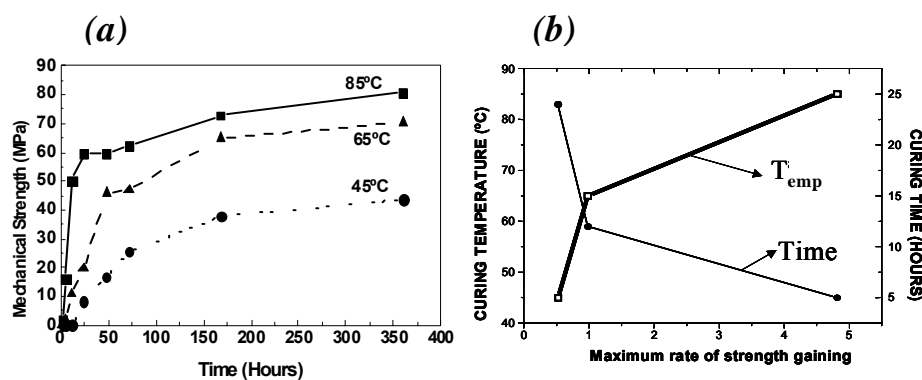 (a)
(b)
Mechanical Strength (MPa)
90
80
70
60
50
40
30
20
10
0
85ºC
65ºC
45ºC
0 50 100 150 200 250 300 350 400
Time (Hours)
CURING TEMPERATURE (ºC)
90
80
70
60
50
40
Temp
Time
25
20
15
10
5
CURING TIME (HOURS)
0 1 2 3 4 5
Maximum rate of strength gaining